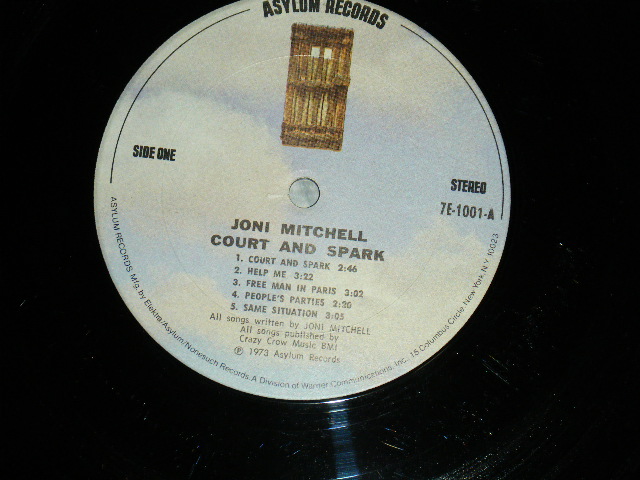 ASYLUM RECORDS
SIDE ONE
STEREO
7E-1001-A
JONI MITCHELL
COURT AND SPARK
1. COURT AND SPARK 2:46
2. HELP ME 3:22
3. FREE MAN IN PARIS 3:02
4. PEOPLE'S PARTIES 2:20
5. SAME SITUATION 3:05
All songs written by JONI MITCHELL
All songs published by
Crazy Crow Music BMI
℗ 1973 Asylum Records
ASYLUM RECORDS Mfg. by Elektra/Asylum/Nonesuch Records A Division of Warner Communications, Inc. 15 Columbus Circle, New York, N.Y. 10023